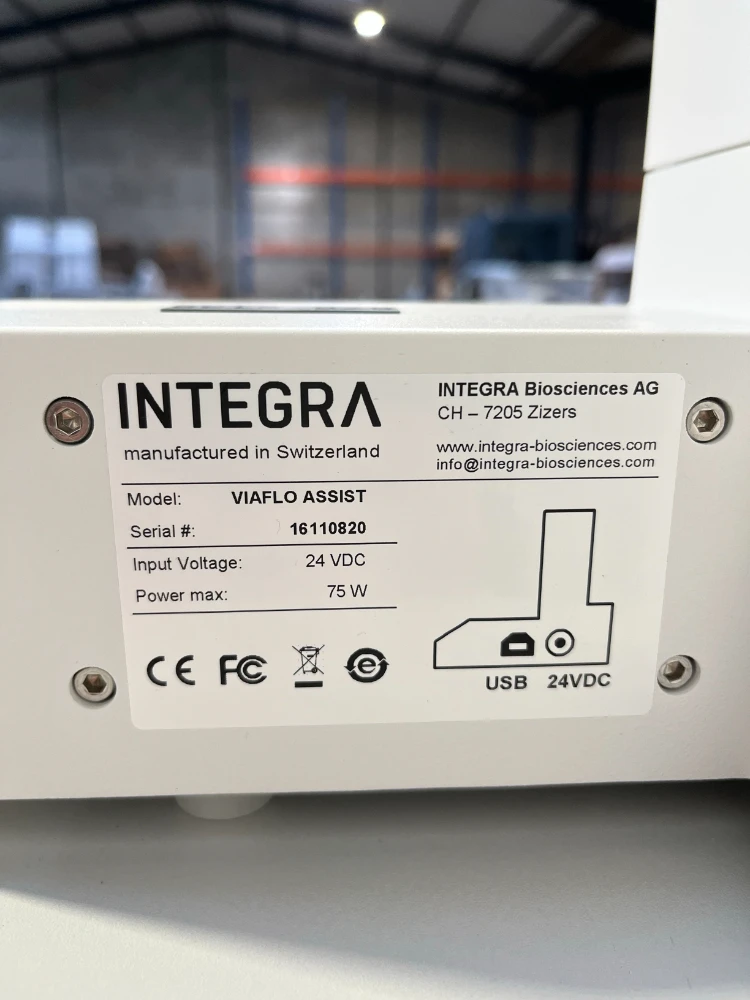 INTEGRA
manufactured in Switzerland
INTEGRA Biosciences AG
CH – 7205 Zizers
www.integra-biosciences.com
info@integra-biosciences.com
Model: VIAFLO ASSIST
Serial #: 16110820
Input Voltage: 24 VDC
Power max: 75 W
CE FC e
USB 24VDC